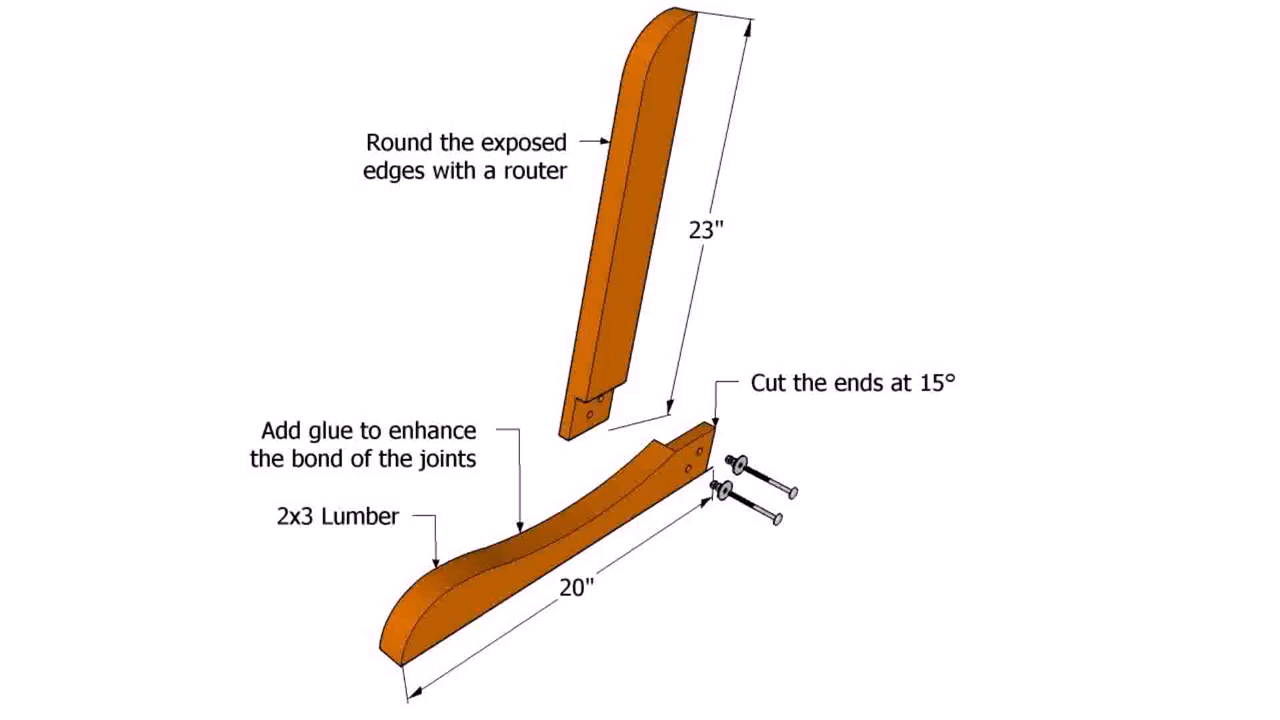 Round the exposed
edges with a router
23"
Cut the ends at 15°
Add glue to enhance
the bond of the joints
2x3 Lumber
20"